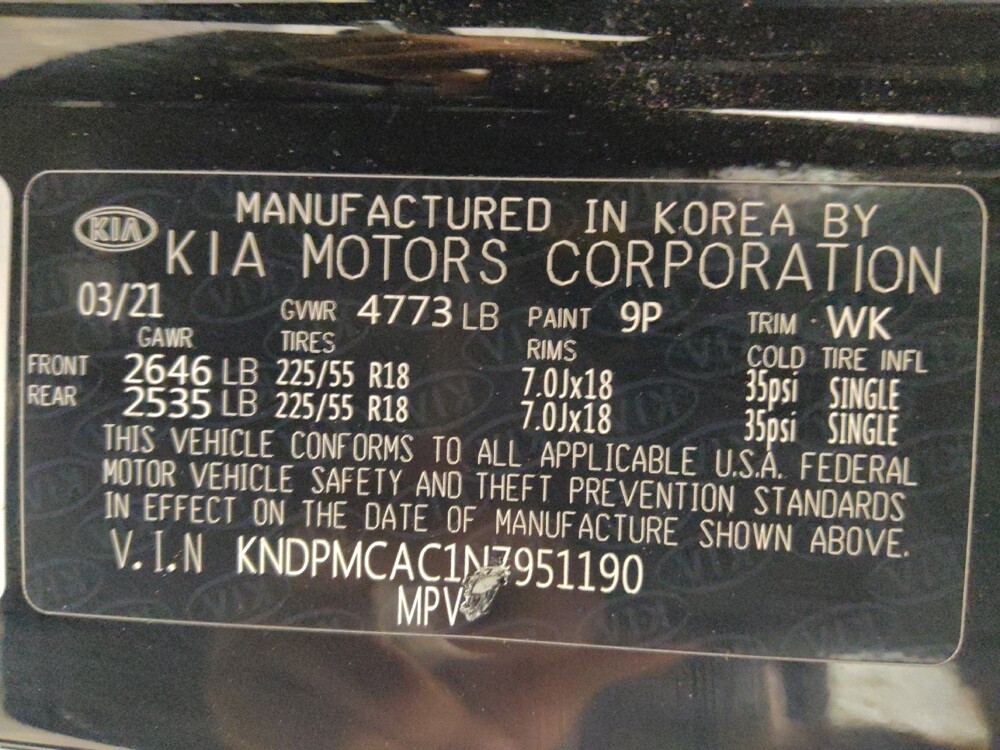 KIA
MANUFACTURED IN KOREA BY
KIA MOTORS CORPORATION
03/21 GVWR 4773 LB PAINT 9P TRIM · WK
GAWR TIRES RIMS COLD TIRE INFL
FRONT 2646 LB 225/55 R18 7.0Jx18 35psi SINGLE
REAR 2535 LB 225/55 R18 7.0Jx18 35psi SINGLE
THIS VEHICLE CONFORMS TO ALL APPLICABLE U.S.A. FEDERAL
MOTOR VEHICLE SAFETY AND THEFT PREVENTION STANDARDS
IN EFFECT ON THE DATE OF MANUFACTURE SHOWN ABOVE.
V.I.N KNDPMCAC1N7951190
MPV